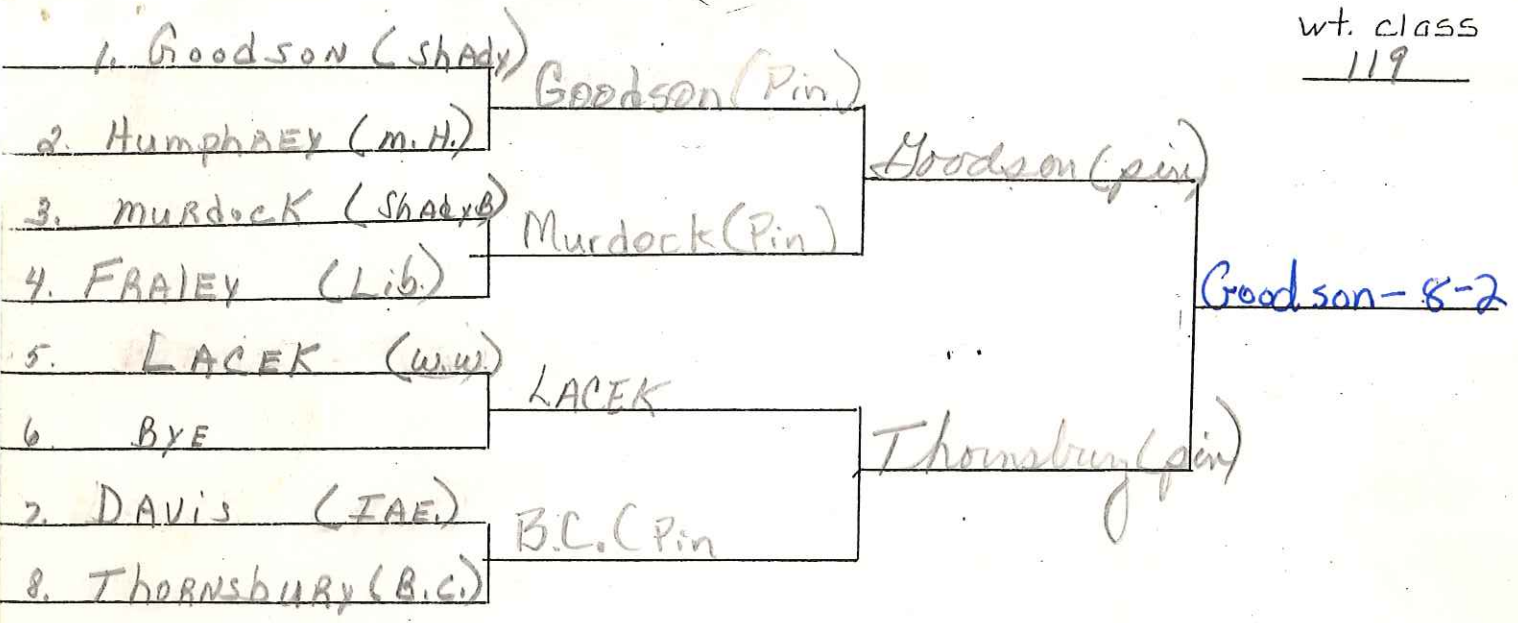 wt. class
119
1. Goodson (Shady)
2. Humphrey (M.H.)
3. Murdock (ShadyB)
4. Fraley (Lib.)
5. LACEK (W.W.)
6. BYE
7. DAVIS (IAE.)
8. Thornsbury (B.C.)
Goodson (Pin)
Murdock (Pin)
LACEK
B.C. (Pin
Goodson (pin)
Thornsbury (pin)
Goodson - 8-2